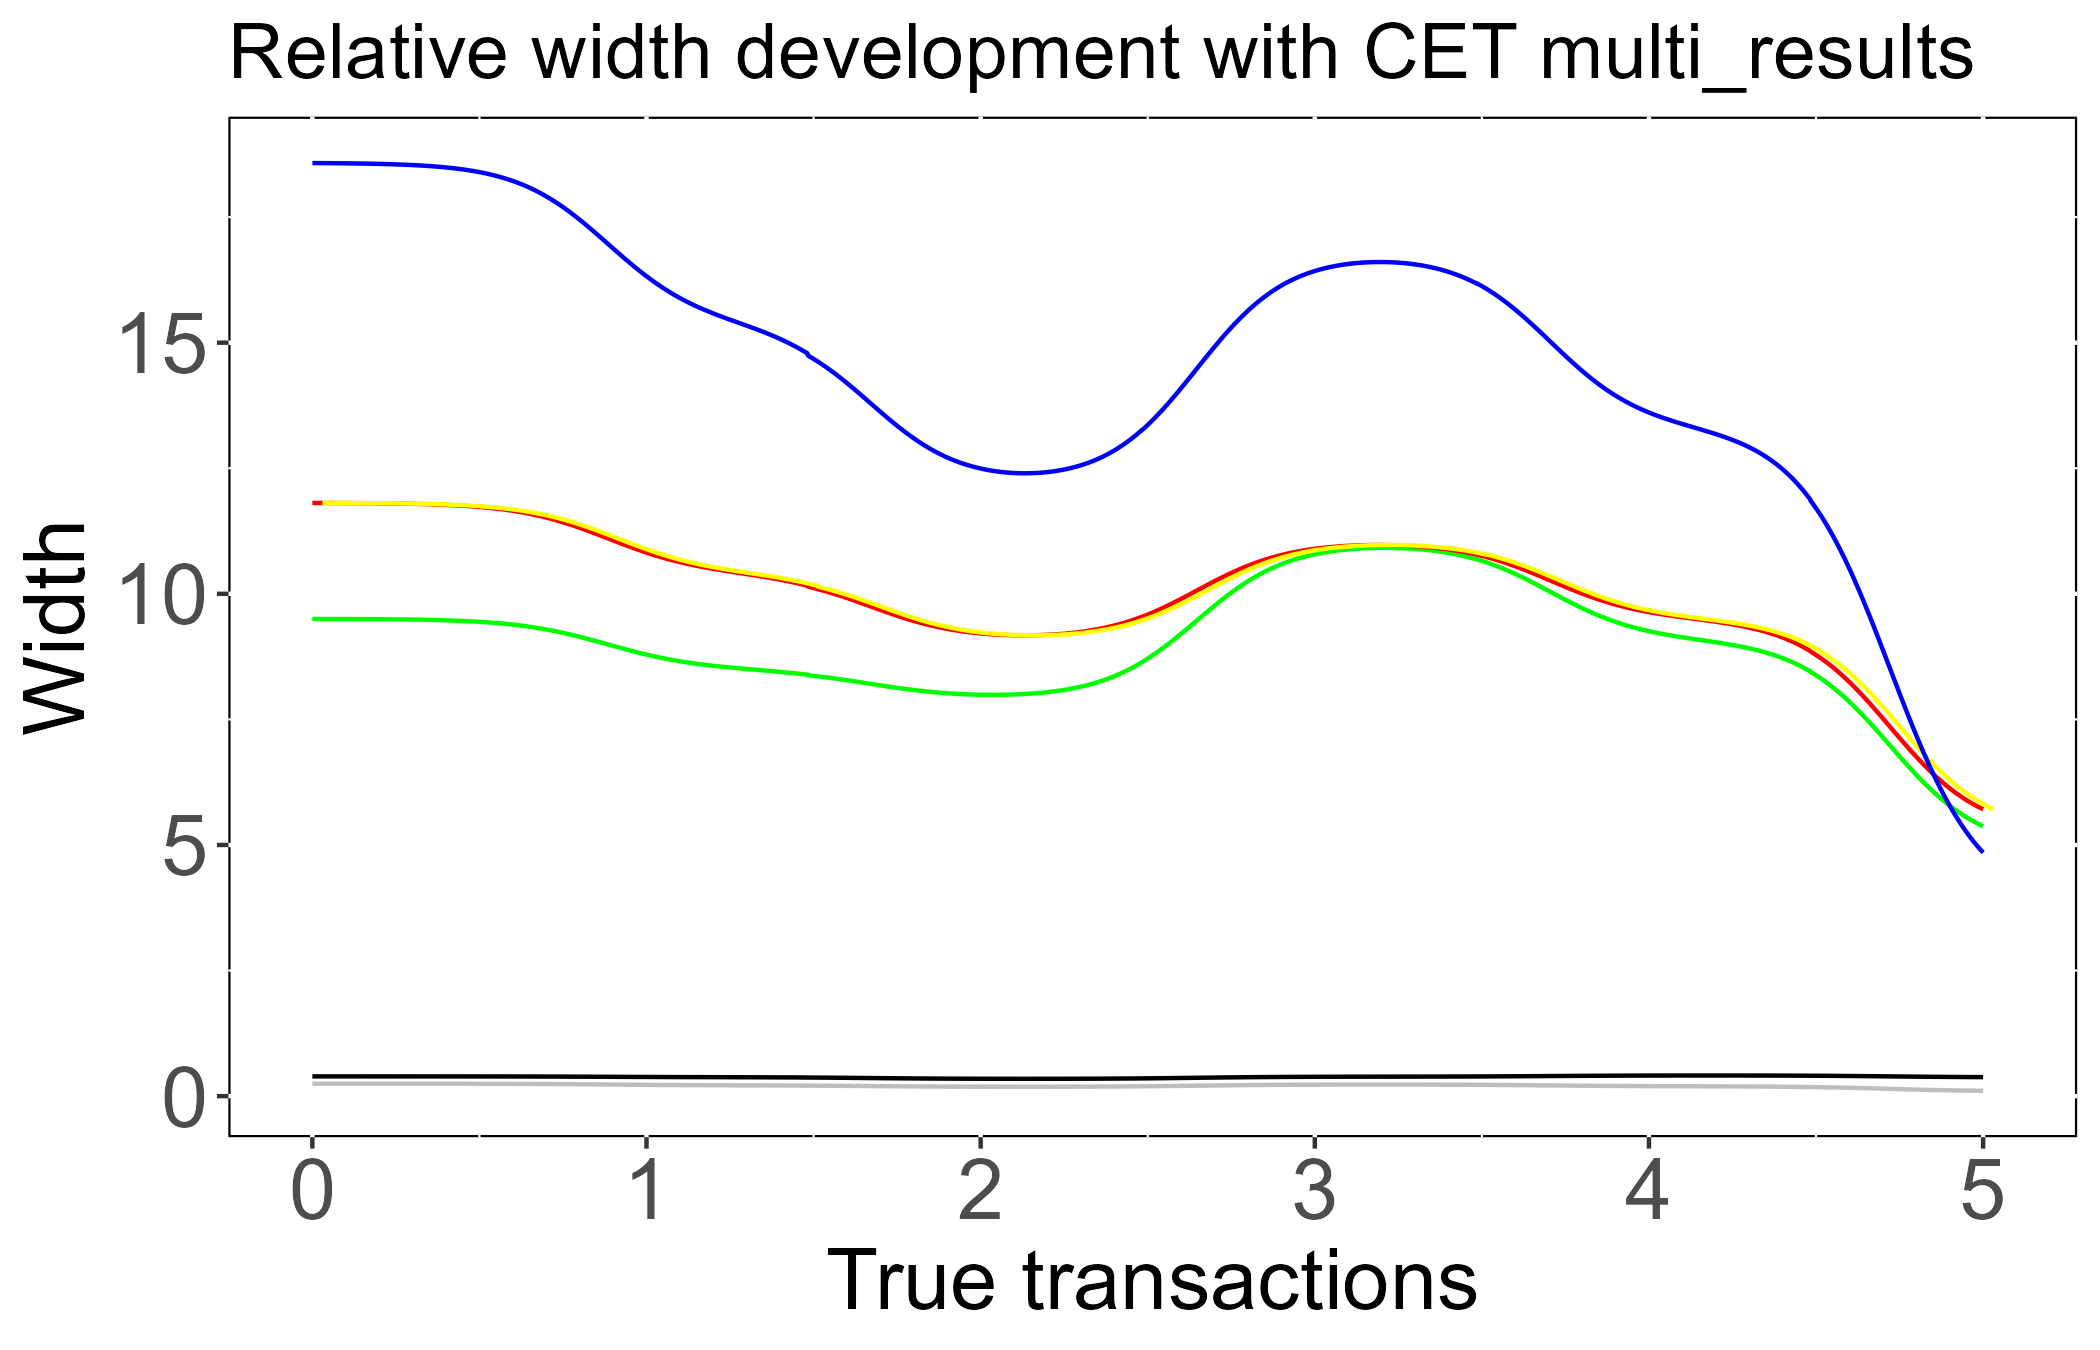 Relative width development with CET multi_results
15
10
5
0
Width
0 1 2 3 4 5
True transactions